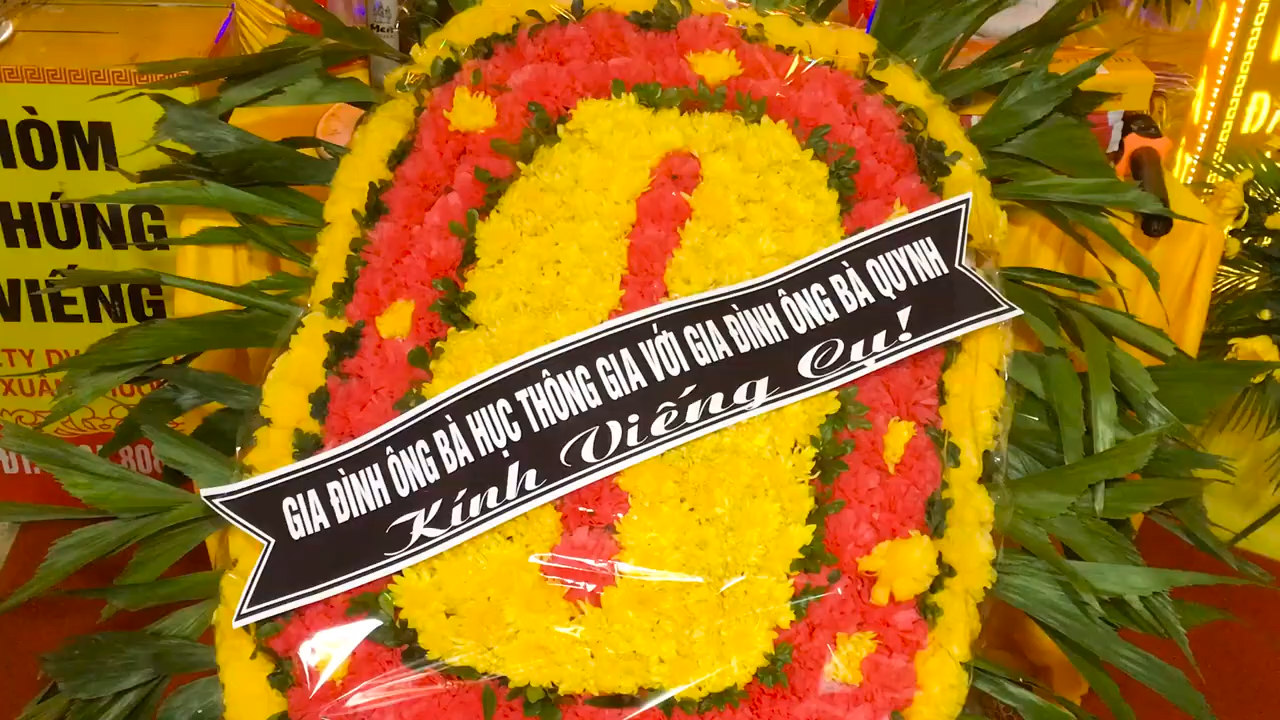 HÒM
HÚNG
VIẾNG
GIA ĐÌNH ÔNG BÀ HỤC THÔNG GIA VỚI GIA ĐÌNH ÔNG BÀ QUYNH
Kính Viếng Cụ!